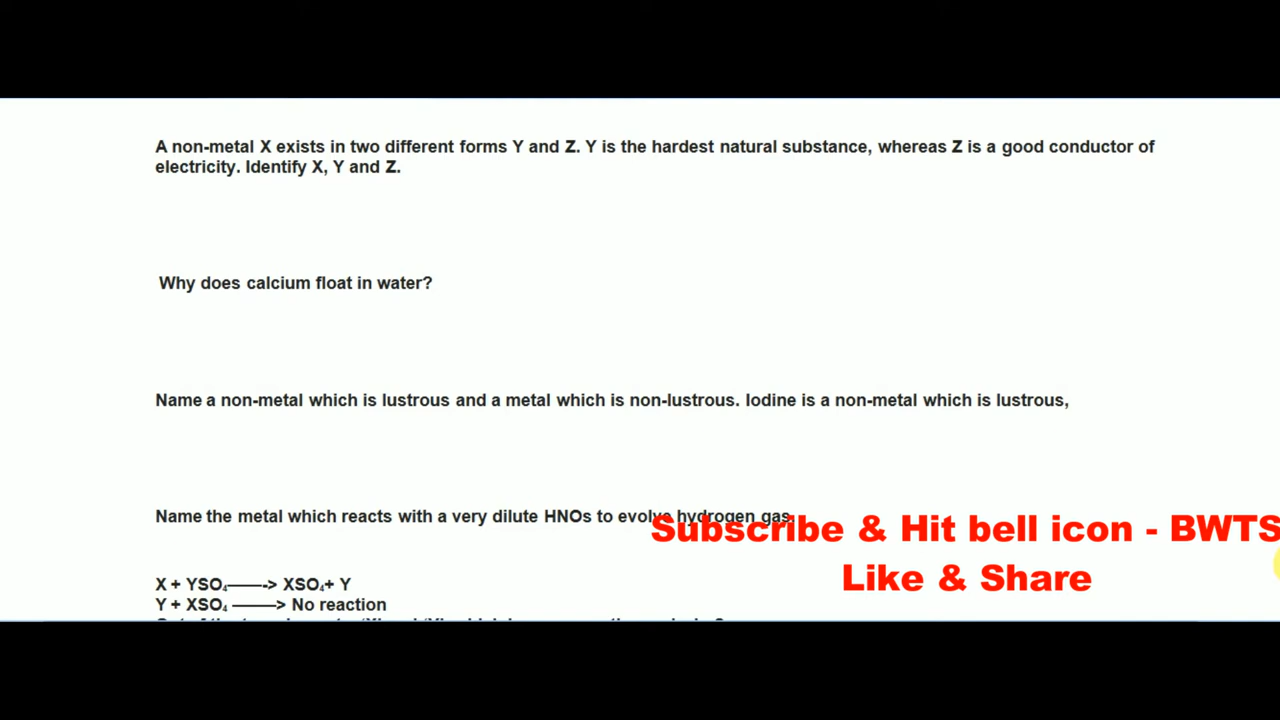 A non-metal X exists in two different forms Y and Z. Y is the hardest natural substance, whereas Z is a good conductor of
electricity. Identify X, Y and Z.
Why does calcium float in water?
Name a non-metal which is lustrous and a metal which is non-lustrous. Iodine is a non-metal which is lustrous,
Name the metal which reacts with a very dilute HNOs to evolve hydrogen gas.
Subscribe & Hit bell icon - BWTS
Like & Share
X + YSO₄——-> XSO₄+ Y
Y + XSO₄ ———> No reaction